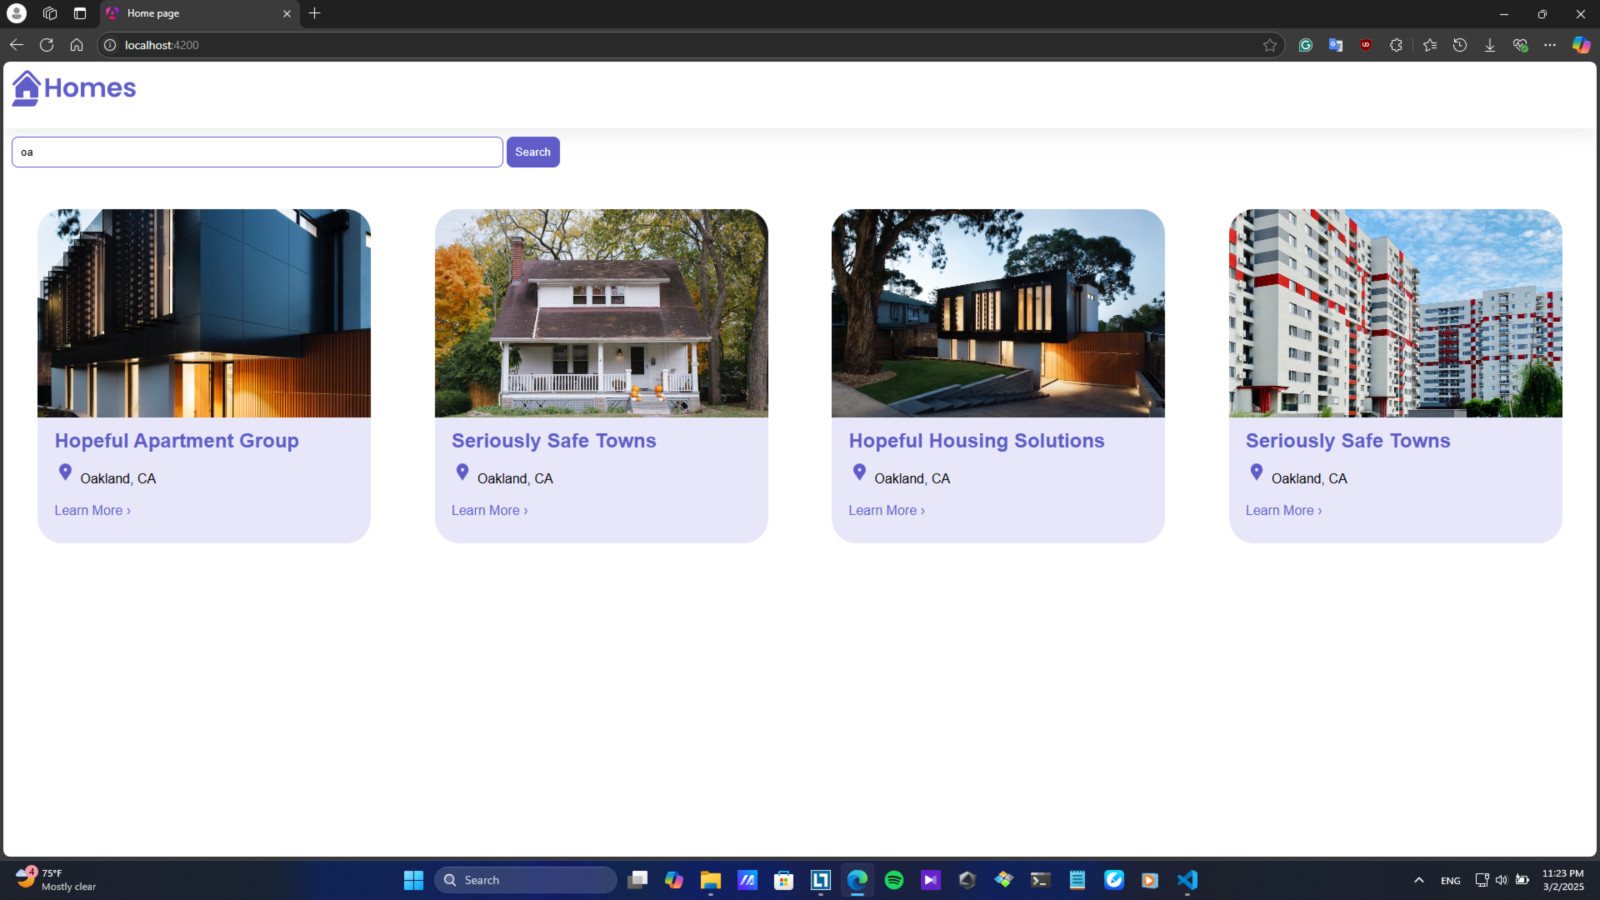 Home page
localhost:4200
Homes
oa
Search
Hopeful Apartment Group
Oakland, CA
Learn More ›
Seriously Safe Towns
Oakland, CA
Learn More ›
Hopeful Housing Solutions
Oakland, CA
Learn More ›
Seriously Safe Towns
Oakland, CA
Learn More ›
4
75°F
Mostly clear
Search
ENG
11:23 PM
3/2/2025